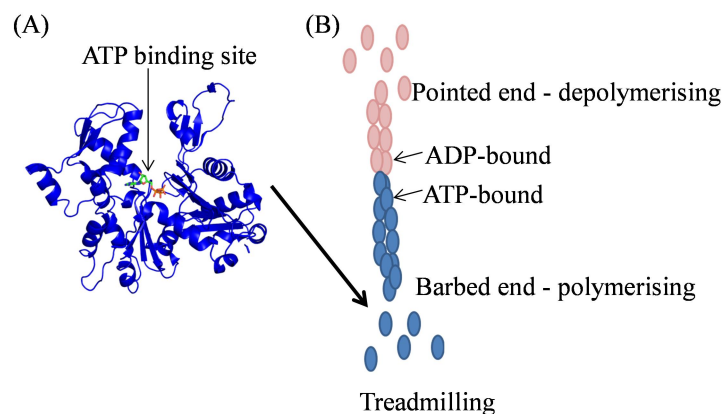 (A)
ATP binding site
(B)
Pointed end - depolymerising
ADP-bound
ATP-bound
Barbed end - polymerising
Treadmilling